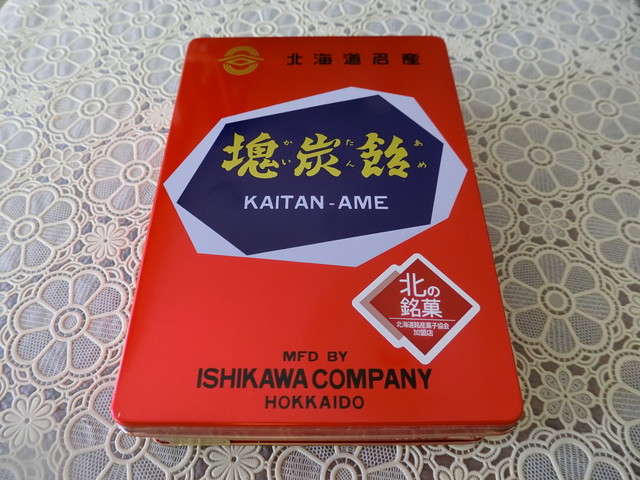 北海道名産
塊炭飴
かいたんあめ
KAITAN-AME
北の
銘菓
北海道銘産菓子協会
加盟店
MFD BY
ISHIKAWA COMPANY
HOKKAIDO